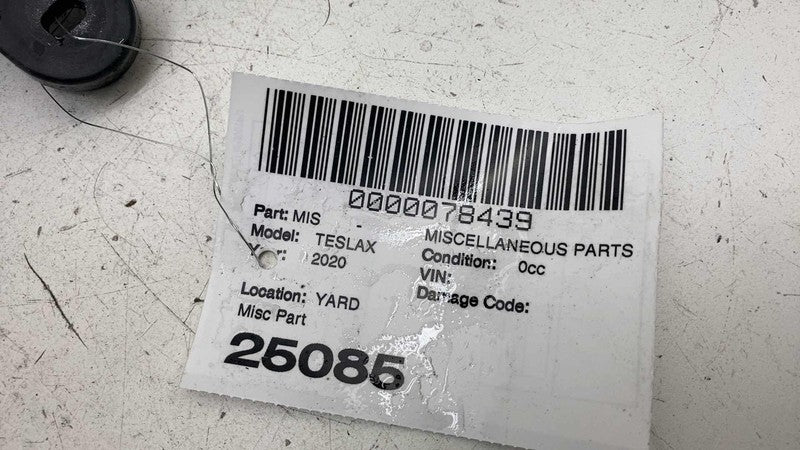 0000078439
Part: MIS - MISCELLANEOUS PARTS
Model: TESLAX Condition: 0cc
2020 VIN:
Location: YARD Damage Code:
Misc Part
25085